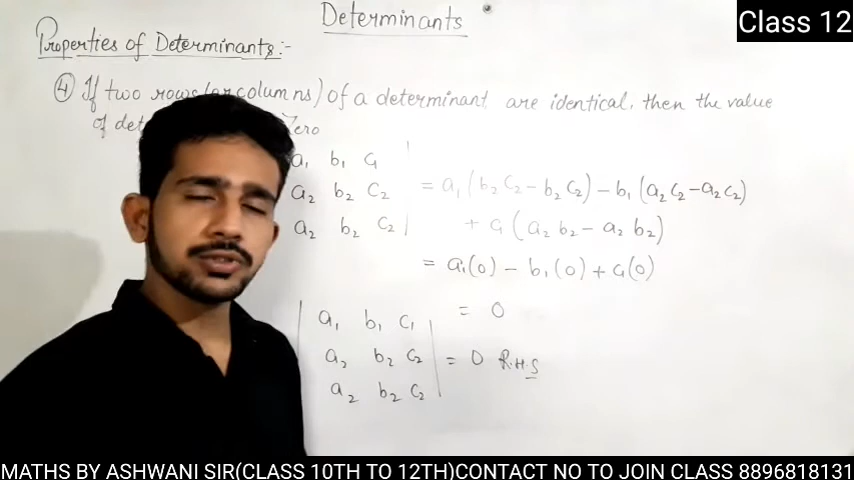 Determinants
Class 12
Properties of Determinants:-
④ If two rows (or columns) of a determinant are identical, then the value
of Zero
a₁ b₁ c₁
a₂ b₂ c₂ = a₁(b₂c₂-b₂c₂)-b₁(a₂c₂-a₂c₂)
a₂ b₂ c₂ + c₁(a₂b₂-a₂b₂)
= a₁(0) - b₁(0) + c₁(0)
= 0
a₁ b₁ c₁
a₂ b₂ c₂ = 0 R.H.S
a₂ b₂ c₂
MATHS BY ASHWANI SIR(CLASS 10TH TO 12TH)CONTACT NO TO JOIN CLASS 8896818131